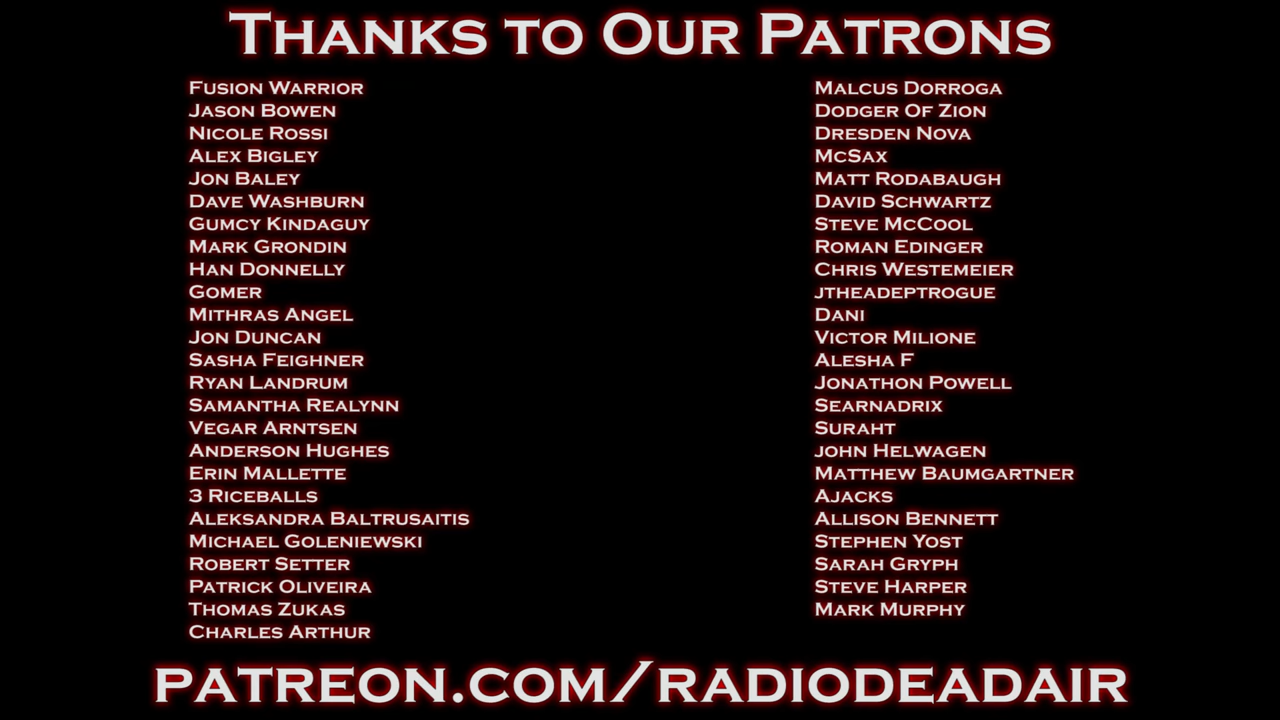 Thanks to Our Patrons
Fusion Warrior
Jason Bowen
Nicole Rossi
Alex Bigley
Jon Baley
Dave Washburn
Gumcy Kindaguy
Mark Grondin
Han Donnelly
Gomer
Mithras Angel
Jon Duncan
Sasha Feighner
Ryan Landrum
Samantha Realynn
Vegar Arntsen
Anderson Hughes
Erin Mallette
3 Riceballs
Aleksandra Baltrusaitis
Michael Goleniewski
Robert Setter
Patrick Oliveira
Thomas Zukas
Charles Arthur
Malcus Dorroga
Dodger Of Zion
Dresden Nova
McSax
Matt Rodabaugh
David Schwartz
Steve McCool
Roman Edinger
Chris Westemeier
jtheadeptrogue
Dani
Victor Milione
Alesha F
Jonathon Powell
Searnadrix
Suraht
john Helwagen
Matthew Baumgartner
Ajacks
Allison Bennett
Stephen Yost
Sarah Gryph
Steve Harper
Mark Murphy
patreon.com/radiodeadair